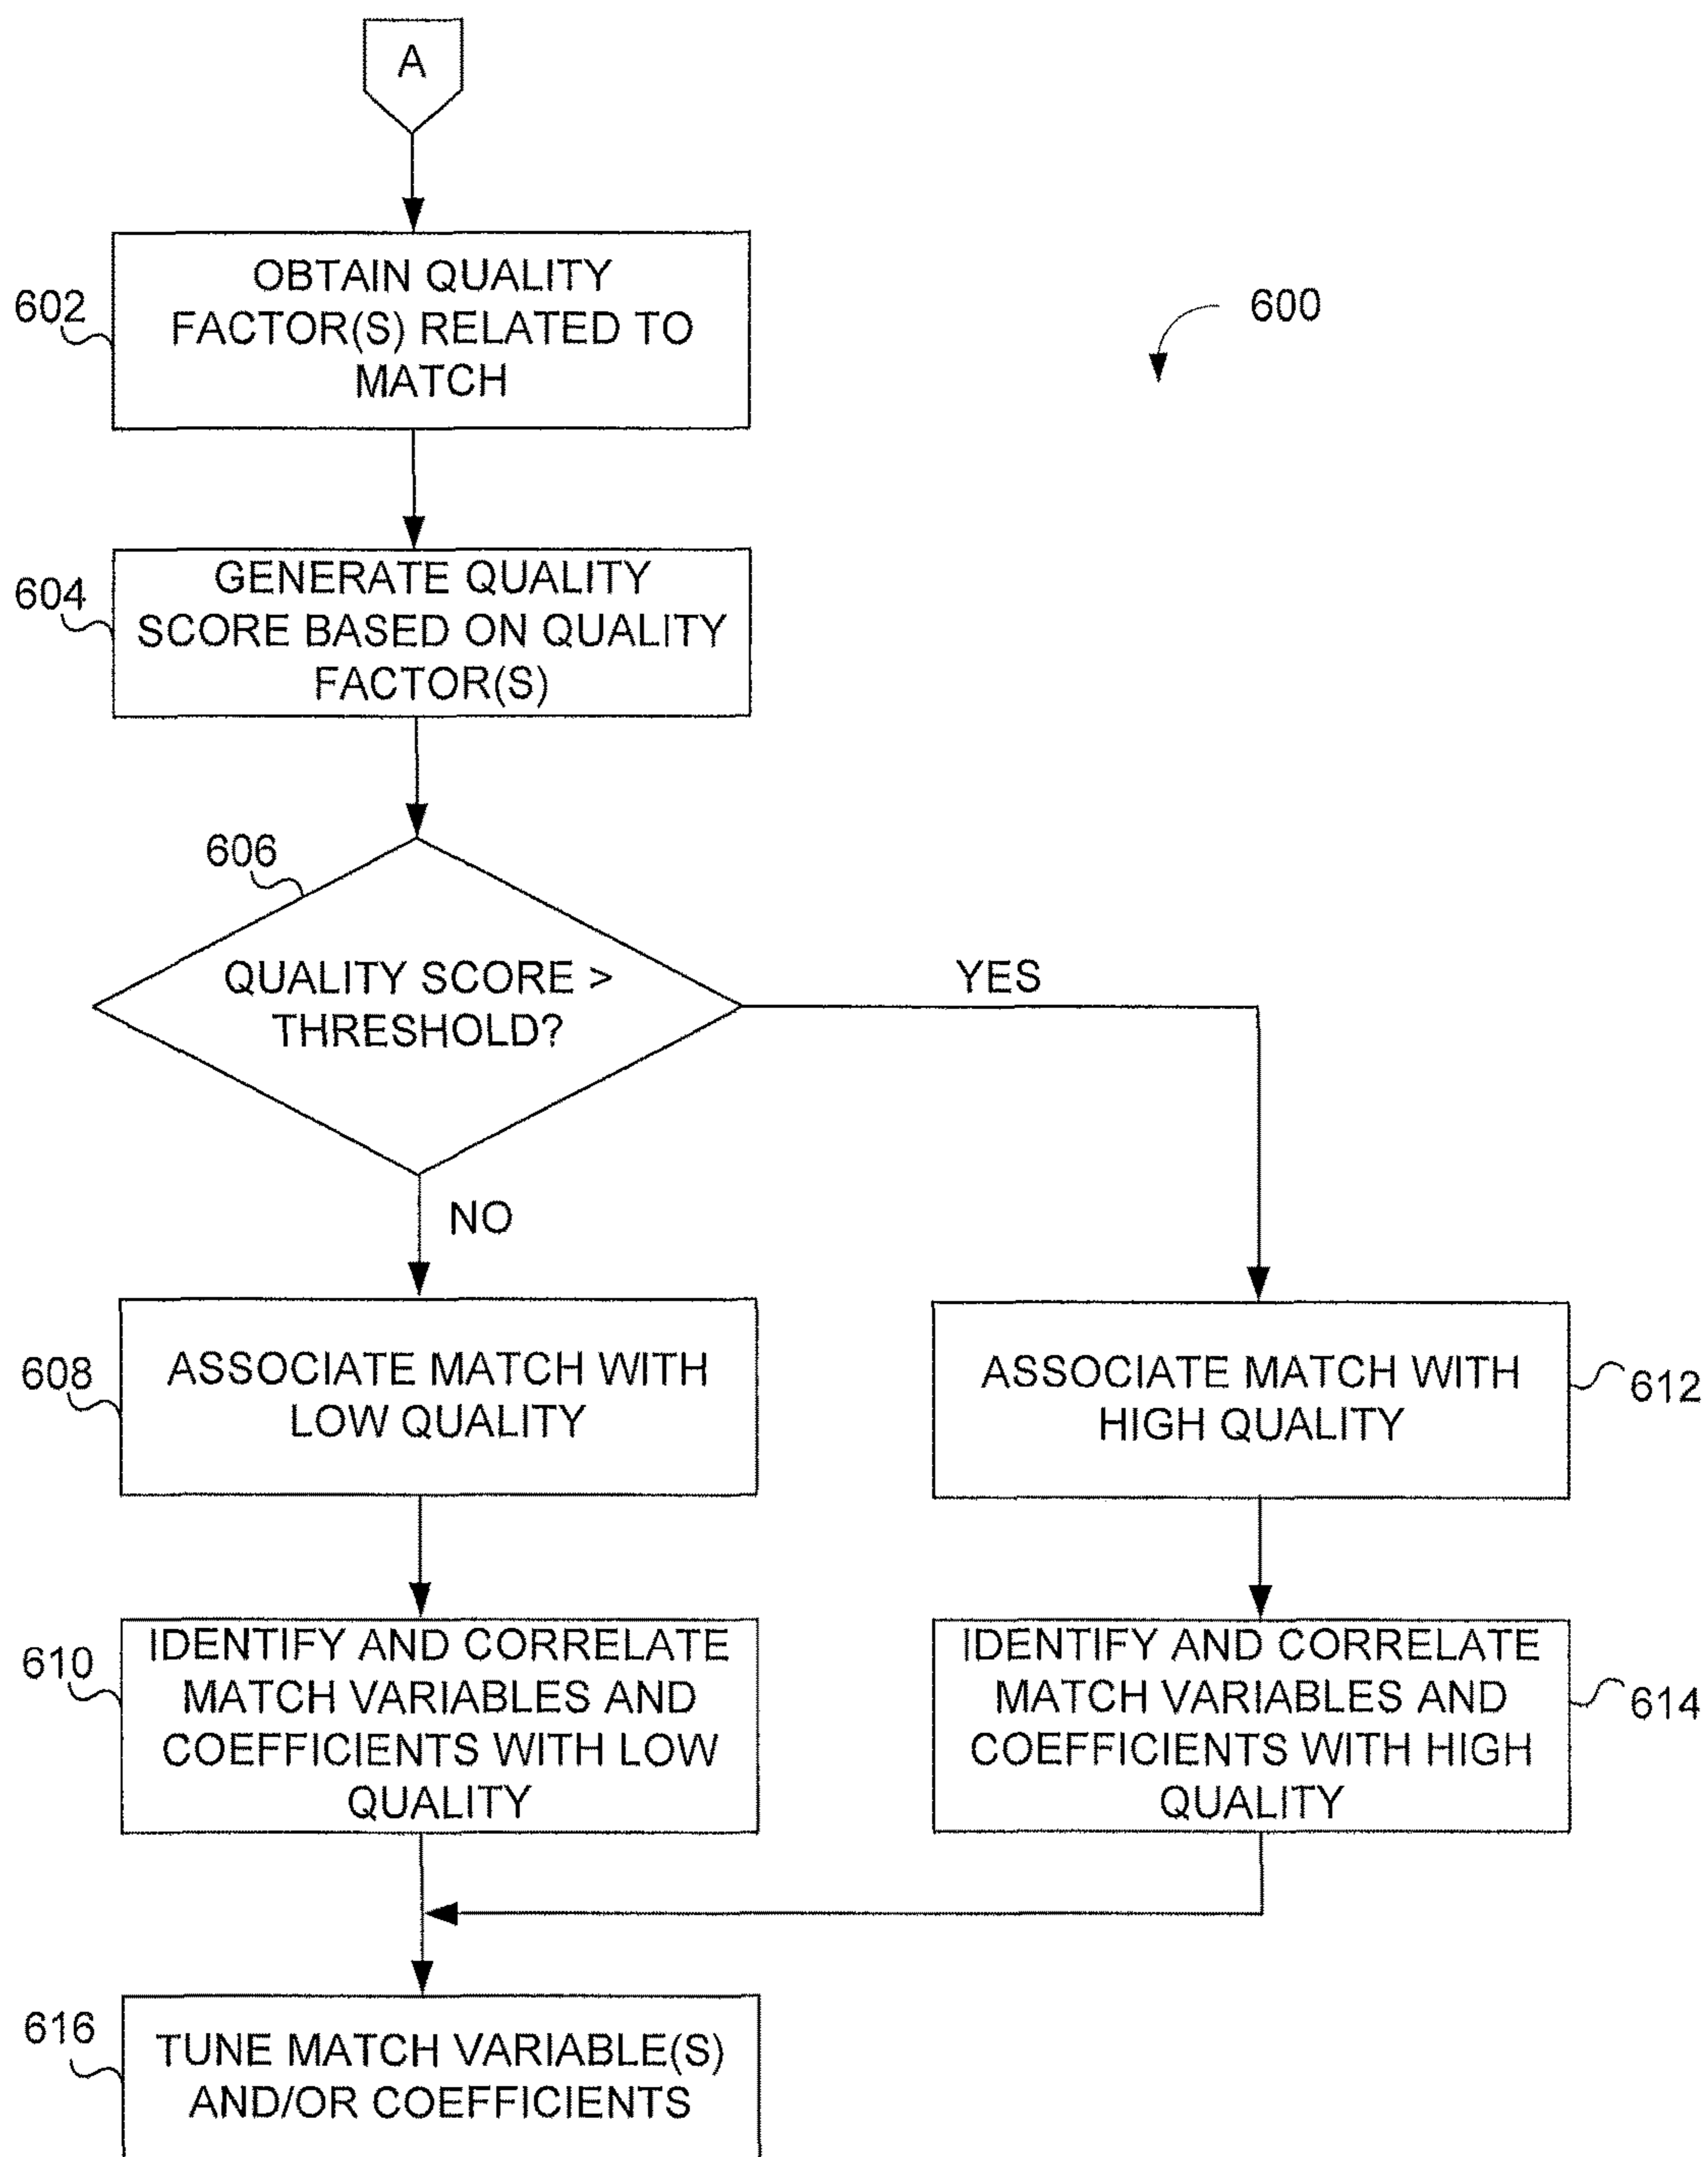 A
602
OBTAIN QUALITY
FACTOR(S) RELATED TO
MATCH
600
604
GENERATE QUALITY
SCORE BASED ON QUALITY
FACTOR(S)
606
QUALITY SCORE >
THRESHOLD?
YES
NO
608
ASSOCIATE MATCH WITH
LOW QUALITY
ASSOCIATE MATCH WITH
HIGH QUALITY
612
610
IDENTIFY AND CORRELATE
MATCH VARIABLES AND
COEFFICIENTS WITH LOW
QUALITY
IDENTIFY AND CORRELATE
MATCH VARIABLES AND
COEFFICIENTS WITH HIGH
QUALITY
614
616
TUNE MATCH VARIABLE(S)
AND/OR COEFFICIENTS